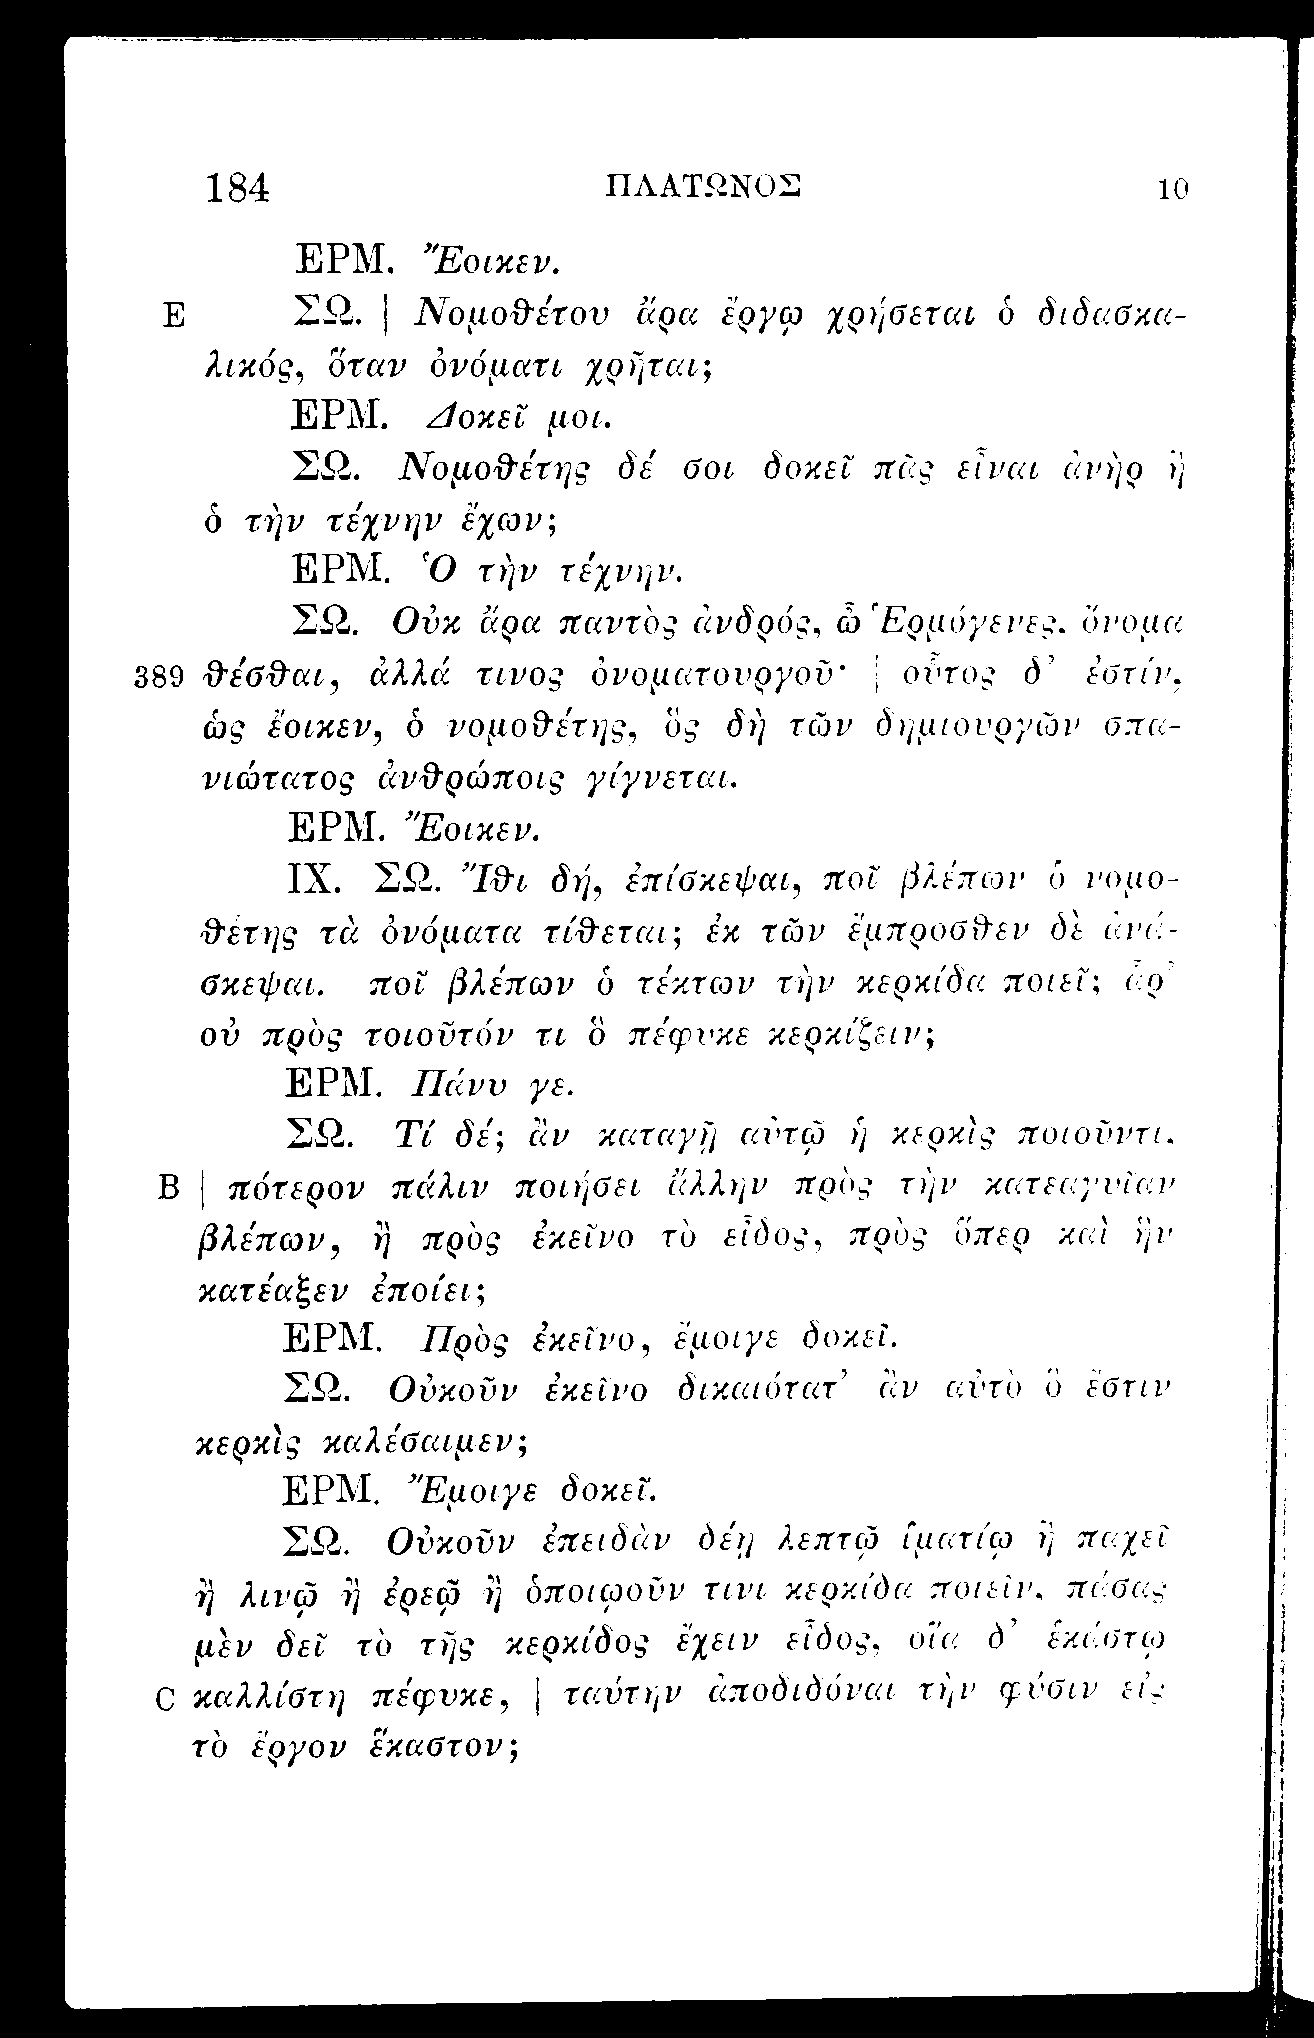 184 ΠΛΑΤΩΝΟΣ 10
ΕΡΜ. Ἔοικεν.
E ΣΩ. | Νομοθέτου ἄρα ἔργῳ χρήσεται ὁ διδασκα-
λικός, ὅταν ὀνόματι χρῆται;
ΕΡΜ. Δοκεῖ μοι.
ΣΩ. Νομοθέτης δέ σοι δοκεῖ πᾶς εἶναι ἀνὴρ ἢ
ὁ τὴν τέχνην ἔχων;
ΕΡΜ. Ὁ τὴν τέχνην.
ΣΩ. Οὐκ ἄρα παντὸς ἀνδρός, ὦ Ἑρμόγενες, ὄνομα
389 θέσθαι, ἀλλά τινος ὀνοματουργοῦ· | οὗτος δ’ ἐστίν,
ὡς ἔοικεν, ὁ νομοθέτης, ὃς δὴ τῶν δημιουργῶν σπα-
νιώτατος ἀνθρώποις γίγνεται.
ΕΡΜ. Ἔοικεν.
IX. ΣΩ. Ἴθι δή, ἐπίσκεψαι, ποῖ βλέπων ὁ νομο-
θέτης τὰ ὀνόματα τίθεται; ἐκ τῶν ἔμπροσθεν δὲ ἀνά-
σκεψαι. ποῖ βλέπων ὁ τέκτων τὴν κερκίδα ποιεῖ; ἆρ’
οὐ πρὸς τοιοῦτόν τι ὃ πέφυκε κερκίζειν;
ΕΡΜ. Πάνυ γε.
ΣΩ. Τί δέ; ἂν καταγῇ αὐτῷ ἡ κερκὶς ποιοῦντι,
B | πότερον πάλιν ποιήσει ἄλλην πρὸς τὴν κατεαγυῖαν
βλέπων, ἢ πρὸς ἐκεῖνο τὸ εἶδος, πρὸς ὅπερ καὶ ἣν
κατέαξεν ἐποίει;
ΕΡΜ. Πρὸς ἐκεῖνο, ἔμοιγε δοκεῖ.
ΣΩ. Οὐκοῦν ἐκεῖνο δικαιότατ’ ἂν αὐτὸ ὃ ἔστιν
κερκὶς καλέσαιμεν;
ΕΡΜ. Ἔμοιγε δοκεῖ.
ΣΩ. Οὐκοῦν ἐπειδὰν δέῃ λεπτῷ ἱματίῳ ἢ παχεῖ
ἢ λινῷ ἢ ἐρεῷ ἢ ὁποιῳοῦν τινι κερκίδα ποιεῖν, πάσας
μὲν δεῖ τὸ τῆς κερκίδος ἔχειν εἶδος, οἵα δ’ ἑκάστῳ
C καλλίστη πέφυκε, | ταύτην ἀποδιδόναι τὴν φύσιν εἰς
τὸ ἔργον ἕκαστον;